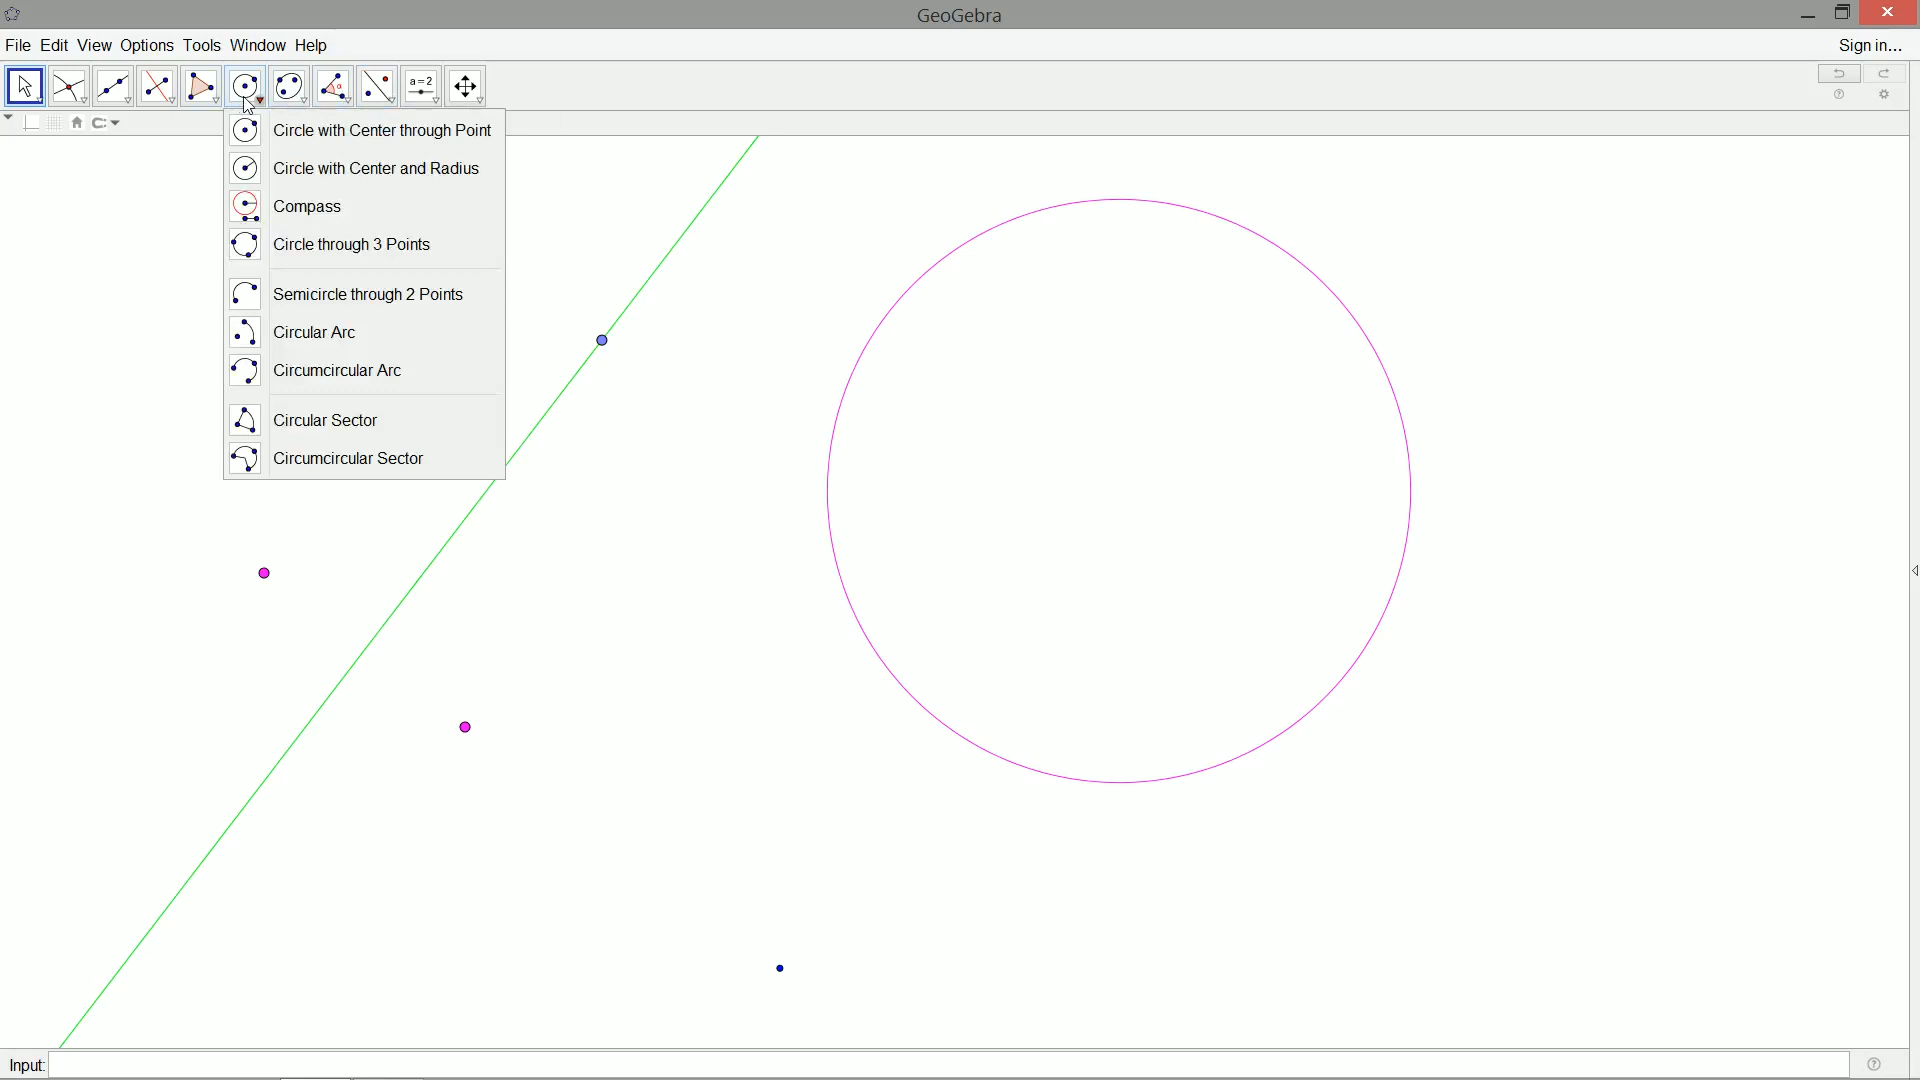 GeoGebra
File Edit View Options Tools Window Help
Sign in...
a=2
α
Circle with Center through Point
Circle with Center and Radius
Compass
Circle through 3 Points
Semicircle through 2 Points
Circular Arc
Circumcircular Arc
Circular Sector
Circumcircular Sector
Input: